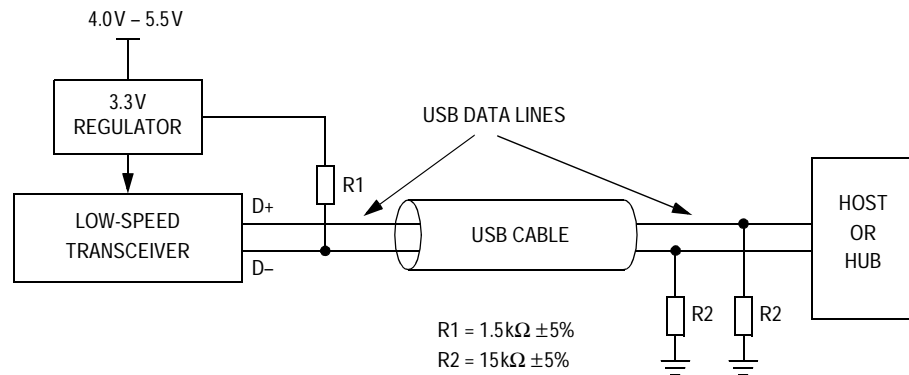 4.0V – 5.5V
3.3V
REGULATOR
USB DATA LINES
R1
D+
LOW-SPEED
TRANSCEIVER
D–
USB CABLE
HOST
OR
HUB
R2
R2
R1 = 1.5kΩ ±5%
R2 = 15kΩ ±5%